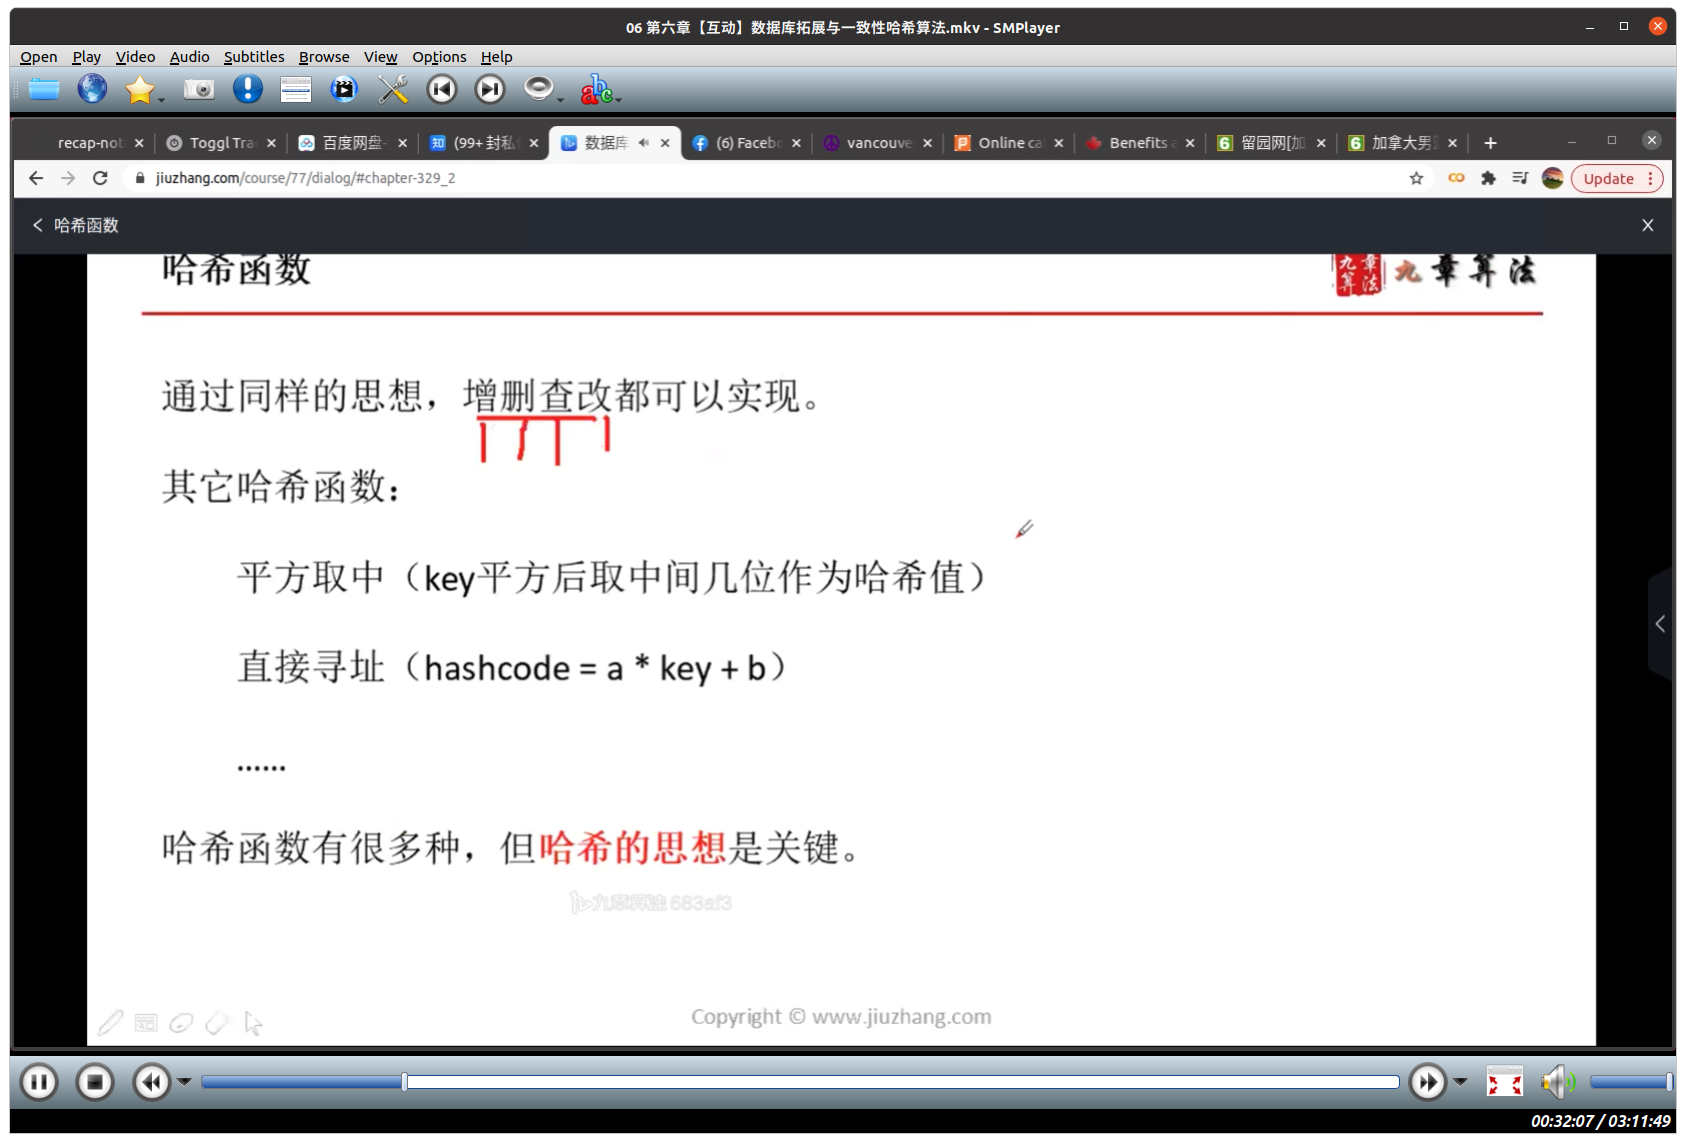 06 第六章【互动】数据库拓展与一致性哈希算法.mkv - SMPlayer
Open Play Video Audio Subtitles Browse View Options Help
abc
recap-not Toggl Tra 百度网盘- (99+ 封私 数据库 (6) Facebo vancouve Online ca Benefits a 留园网[加 加拿大男
jiuzhang.com/course/77/dialog/#chapter-329_2
Update
哈希函数
哈希函数
九章算法 九章算法
通过同样的思想，增删查改都可以实现。
其它哈希函数：
平方取中（key平方后取中间几位作为哈希值）
直接寻址（hashcode = a * key + b）
......
哈希函数有很多种，但哈希的思想是关键。
九章算法 683af3
Copyright © www.jiuzhang.com
00:32:07 / 03:11:49